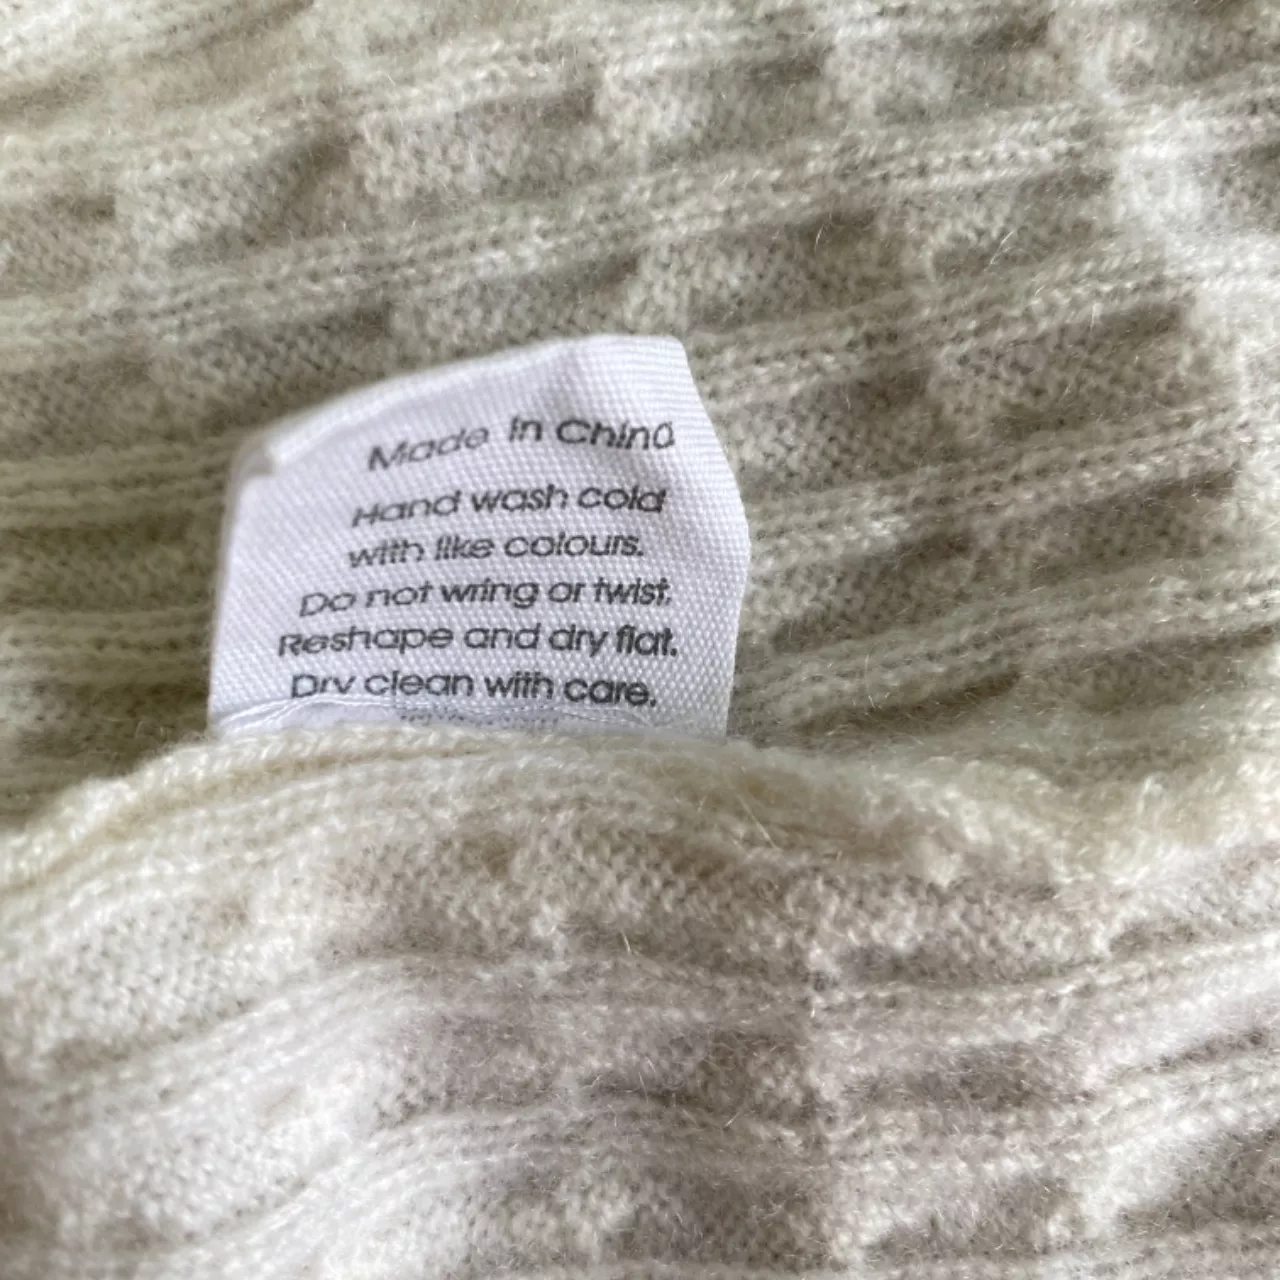 Made in China
Hand wash cold
with like colours.
Do not wring or twist.
Reshape and dry flat.
Dry clean with care.